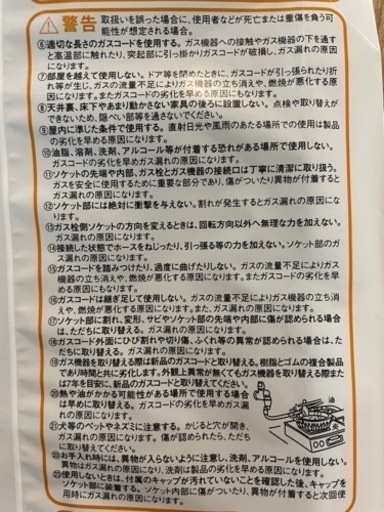 警告 取扱いを誤った場合に、使用者などが死亡または重傷を負う可
能性が想定される場合
⑥適切な長さのガスコードを使用する。ガス機器への接触やガス機器の下を通す
と高温部に触れたり、突起部に引っ掛かりガスコードが破損し、ガス漏れの原因
になります。
⑦部屋を越えて使用しない。ドア等を閉めたときに、ガスコードが引っ張られたり折
れ等が生じ、ガスの流量不足によりガス機器の立ち消えや、燃焼が悪化する原
因になります。またガスコードの劣化を早める原因になります。
⑧天井裏、床下やあまり動かさない家具のうらに設置しない。点検や取り替えが
できないため、隠ぺい部等を通さないでください。
⑨屋内に準じた条件で使用する。直射日光や風雨のあたる場所での使用は製品
の劣化を早める原因になります。
⑩油脂、溶剤、洗剤、アルコール等が付着する恐れがある場所で使用しない。
ガスコードの劣化を早めガス漏れの原因になります。
⑪ソケットの先端や内部、ガス栓とガス機器の接続口は丁寧に清潔に取り扱う。
ガスを安全に使用するために重要な部分であり、傷がついたり異物が付着すると
ガス漏れの原因になります。
⑫ソケット部には絶対に衝撃を与えない。割れが発生するとガス漏れの原因になり
ます。
⑬ガス栓側ソケットの方向を変えるときは、回転方向以外へ無理な力を加えない。
ガス漏れの原因になります。
⑭接続した状態でホースをねじったり、引っ張る等の力を加えない。ソケット部のガ
ス漏れの原因になります。
⑮ガスコードを踏みつけたり、過度に曲げたりしない。ガスの流量不足によりガス機器の
立ち消えや、燃焼が悪化する原因になります。またガスコードの劣化を早
める原因になります。
⑯ガスコードは継ぎ足して使用しない。ガスの流量不足によりガス機器の立ち消
えや、燃焼が悪化する原因になります。
⑰ソケット部に割れ、変形、サビやソケット部の先端や内部に傷が認められる場合
は、ただちに取り替える。ガス漏れの原因になります。
⑱ガスコード外面にひび割れや切り傷、ふくれ等の異常が認められる場合は、た
だちに取り替える。ガス漏れの原因になります。
⑲ガス機器を取り替える際は新品のガスコードと取り替える。樹脂とゴムの複合製品
であり時間と共に劣化します。外観上異常が無くてもガス機器を取り替える際また
は7年を目安に、新品のガスコードと取り替えてください。
⑳熱や油がかかる可能性がある場所で使用する場合
は早めに取り替える。ガスコードの劣化が早まりガス
漏れの原因になります。
㉑犬等のペットやネズミに注意する。かじると穴が開き、
ガス漏れの原因になります。傷が認められたら、ただち
に取り替えてください。
油
㉒お手入れ時には、異物が入らないように注意し、洗剤、アルコールを使用しない。
異物はガス漏れの原因になり、洗剤は製品の劣化を早める原因になります。
㉓使用しないときは、付属のキャップが汚れていないことを確認した後、キャップを
ソケット部に装着する。ソケット内部に傷がついたり、異物が付着すると次回使
用時にガス漏れの原因になります。